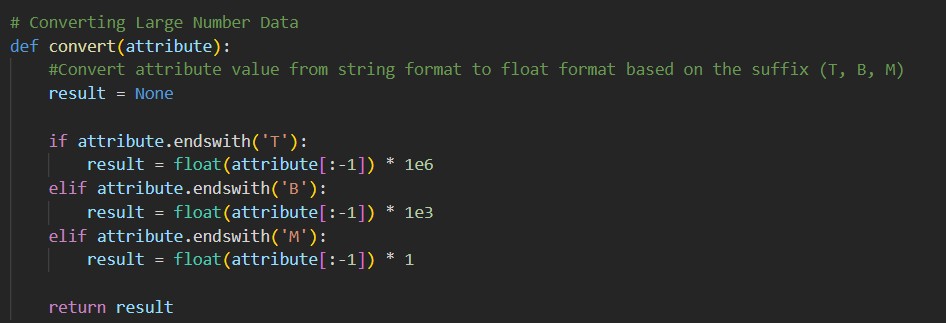 # Converting Large Number Data
def convert(attribute):
    #Convert attribute value from string format to float format based on the suffix (T, B, M)
    result = None

    if attribute.endswith('T'):
        result = float(attribute[:-1]) * 1e6
    elif attribute.endswith('B'):
        result = float(attribute[:-1]) * 1e3
    elif attribute.endswith('M'):
        result = float(attribute[:-1]) * 1

    return result